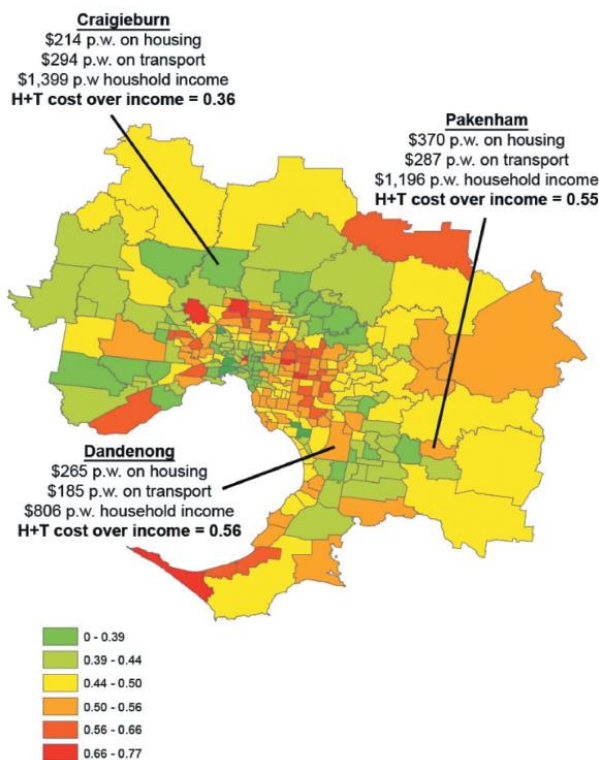 Craigieburn
$214 p.w. on housing
$294 p.w. on transport
$1,399 p.w houshold income
H+T cost over income = 0.36
Pakenham
$370 p.w. on housing
$287 p.w. on transport
$1,196 p.w. household income
H+T cost over income = 0.55
Dandenong
$265 p.w. on housing
$185 p.w. on transport
$806 p.w. household income
H+T cost over income = 0.56
0 - 0.39
0.39 - 0.44
0.44 - 0.50
0.50 - 0.56
0.56 - 0.66
0.66 - 0.77